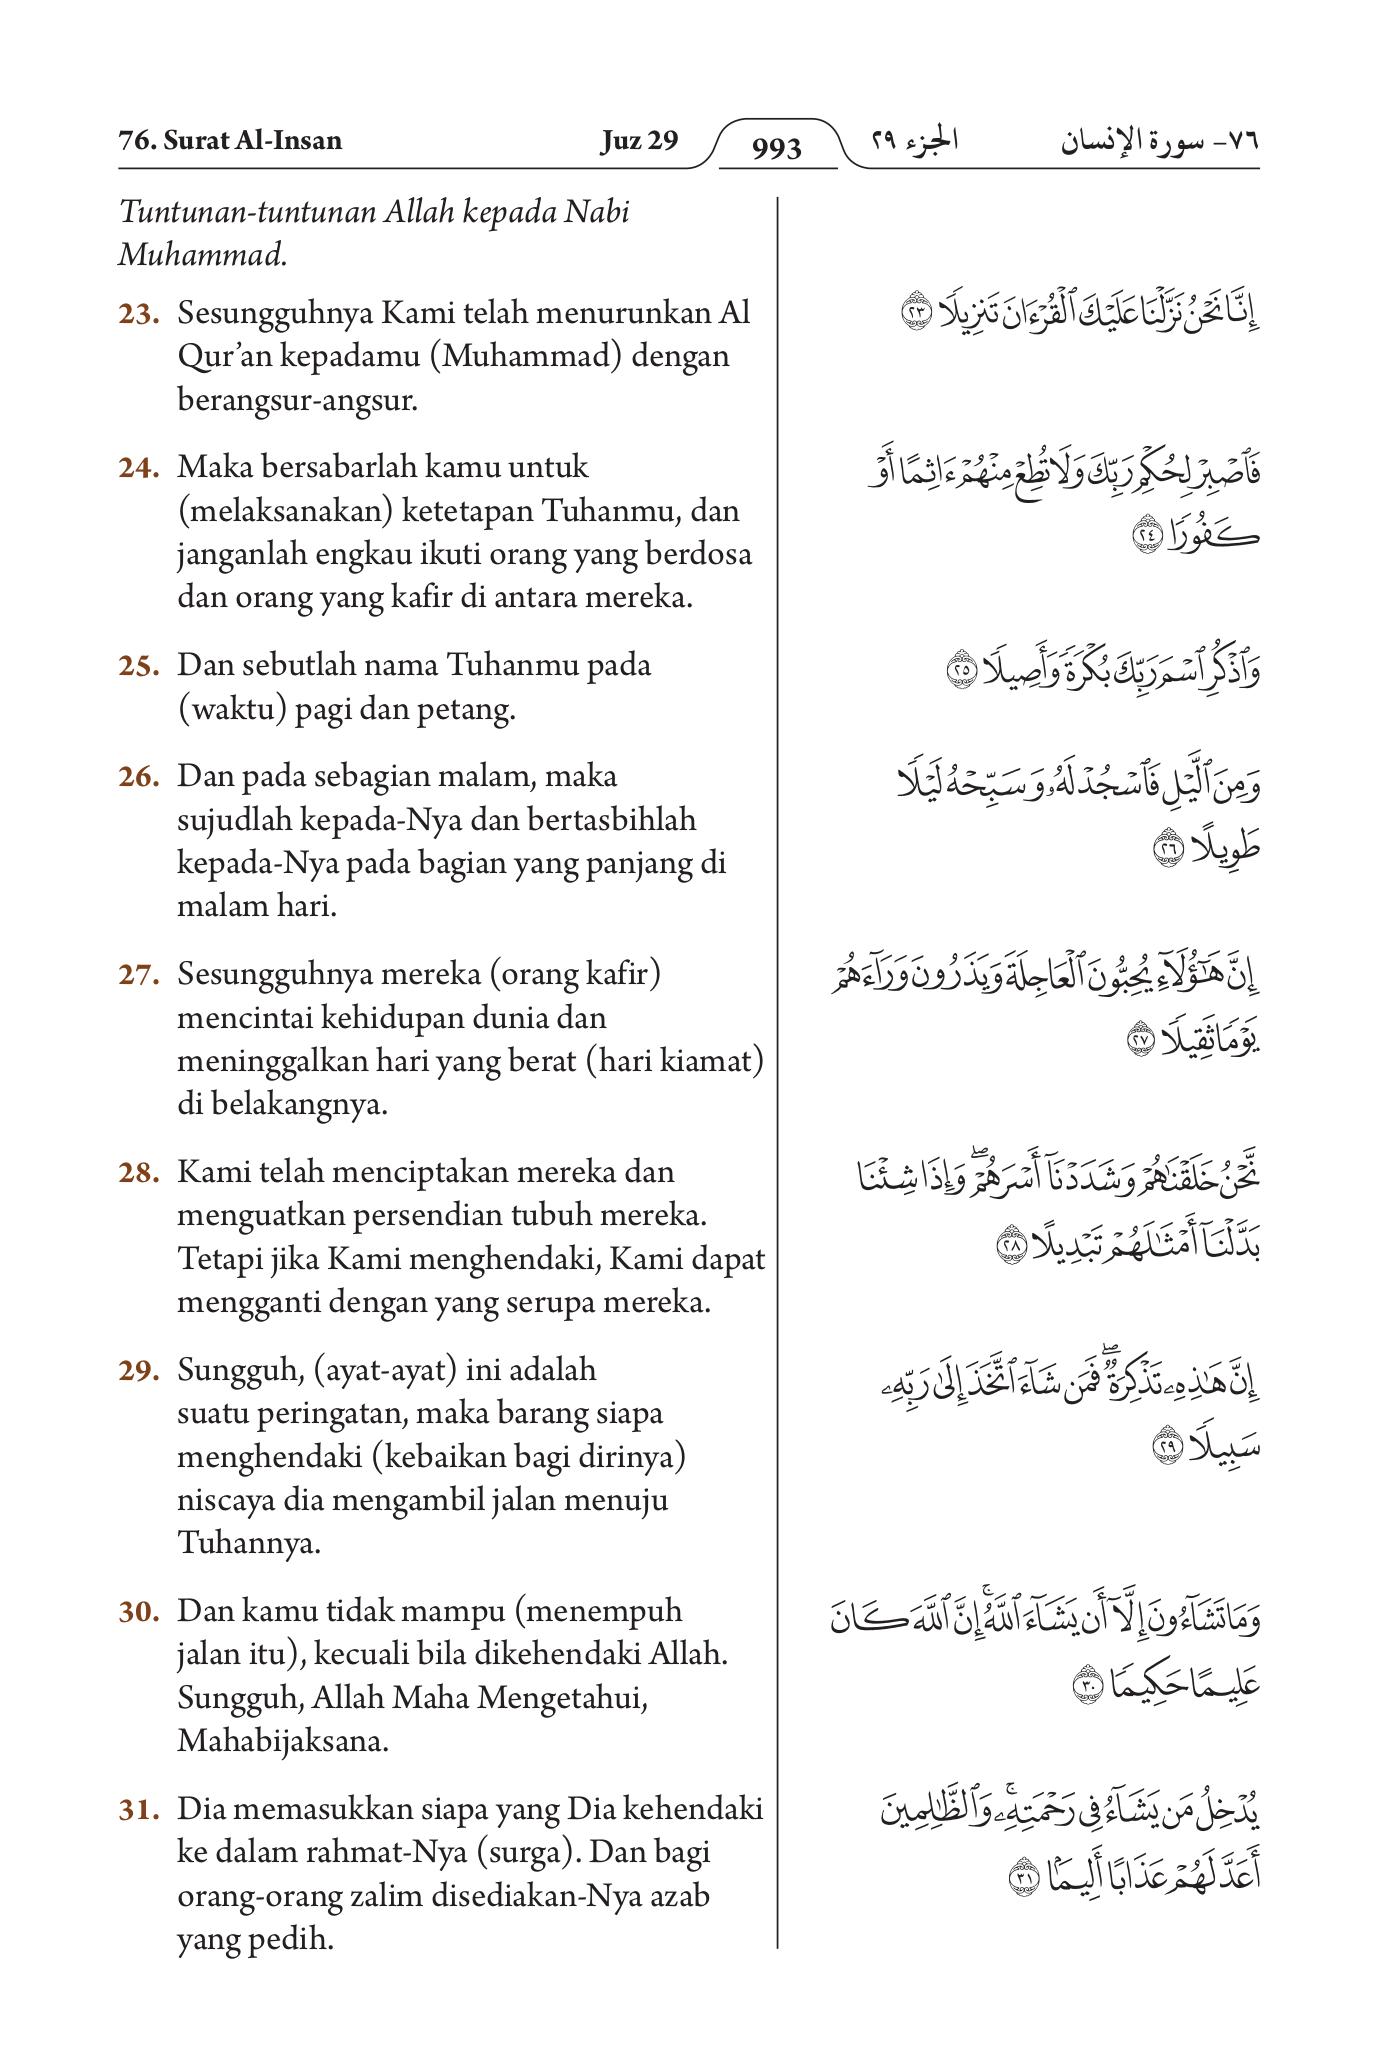 76. Surat Al-Insan Juz 29 993 الجزء ٢٩ ٧٦- سورة الإنسان
Tuntunan-tuntunan Allah kepada Nabi
Muhammad.
23. Sesungguhnya Kami telah menurunkan Al
Qur’an kepadamu (Muhammad) dengan
berangsur-angsur.
24. Maka bersabarlah kamu untuk
(melaksanakan) ketetapan Tuhanmu, dan
janganlah engkau ikuti orang yang berdosa
dan orang yang kafir di antara mereka.
25. Dan sebutlah nama Tuhanmu pada
(waktu) pagi dan petang.
26. Dan pada sebagian malam, maka
sujudlah kepada-Nya dan bertasbihlah
kepada-Nya pada bagian yang panjang di
malam hari.
27. Sesungguhnya mereka (orang kafir)
mencintai kehidupan dunia dan
meninggalkan hari yang berat (hari kiamat)
di belakangnya.
28. Kami telah menciptakan mereka dan
menguatkan persendian tubuh mereka.
Tetapi jika Kami menghendaki, Kami dapat
mengganti dengan yang serupa mereka.
29. Sungguh, (ayat-ayat) ini adalah
suatu peringatan, maka barang siapa
menghendaki (kebaikan bagi dirinya)
niscaya dia mengambil jalan menuju
Tuhannya.
30. Dan kamu tidak mampu (menempuh
jalan itu), kecuali bila dikehendaki Allah.
Sungguh, Allah Maha Mengetahui,
Mahabijaksana.
31. Dia memasukkan siapa yang Dia kehendaki
ke dalam rahmat-Nya (surga). Dan bagi
orang-orang zalim disediakan-Nya azab
yang pedih.
إِنَّا نَحْنُ نَزَّلْنَا عَلَيْكَ ٱلْقُرْءَانَ تَنزِيلًا ٢٣
فَٱصْبِرْ لِحُكْمِ رَبِّكَ وَلَا تُطِعْ مِنْهُمْ ءَاثِمًا أَوْ
كَفُورًا ٢٤
وَٱذْكُرِ ٱسْمَ رَبِّكَ بُكْرَةً وَأَصِيلًا ٢٥
وَمِنَ ٱلَّيْلِ فَٱسْجُدْ لَهُۥ وَسَبِّحْهُ لَيْلًا
طَوِيلًا ٢٦
إِنَّ هَٰٓؤُلَآءِ يُحِبُّونَ ٱلْعَاجِلَةَ وَيَذَرُونَ وَرَآءَهُمْ
يَوْمًا ثَقِيلًا ٢٧
نَّحْنُ خَلَقْنَٰهُمْ وَشَدَدْنَآ أَسْرَهُمْ ۖ وَإِذَا شِئْنَا
بَدَّلْنَآ أَمْثَٰلَهُمْ تَبْدِيلًا ٢٨
إِنَّ هَٰذِهِۦ تَذْكِرَةٌ ۖ فَمَن شَآءَ ٱتَّخَذَ إِلَىٰ رَبِّهِۦ
سَبِيلًا ٢٩
وَمَا تَشَآءُونَ إِلَّآ أَن يَشَآءَ ٱللَّهُ ۚ إِنَّ ٱللَّهَ كَانَ
عَلِيمًا حَكِيمًا ٣٠
يُدْخِلُ مَن يَشَآءُ فِى رَحْمَتِهِۦ ۚ وَٱلظَّٰلِمِينَ
أَعَدَّ لَهُمْ عَذَابًا أَلِيمًۢا ٣١